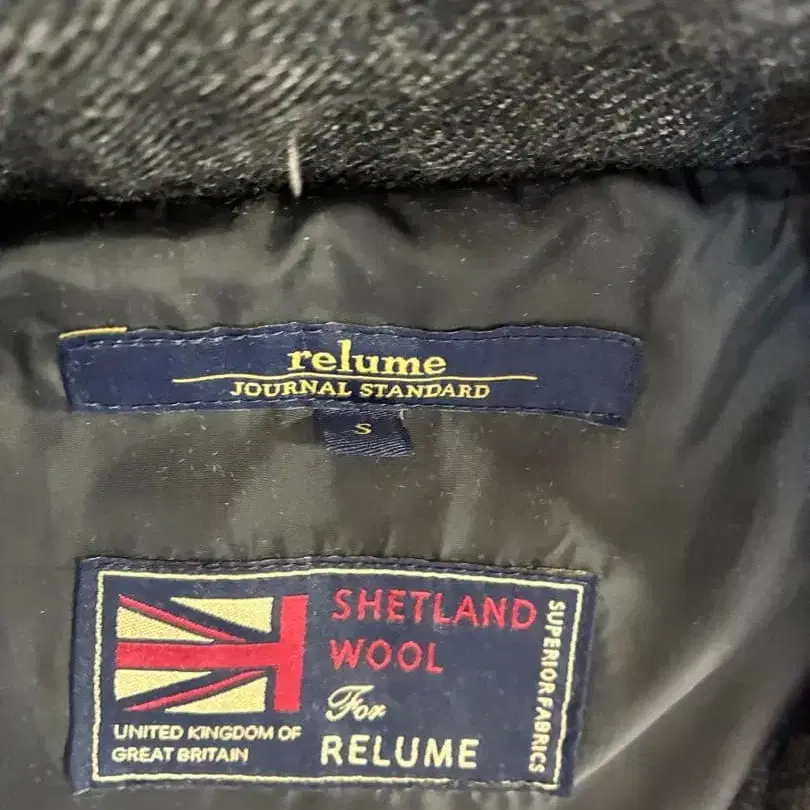 relume
JOURNAL STANDARD
S
SHETLAND
WOOL
For
RELUME
UNITED KINGDOM OF
GREAT BRITAIN
SUPERIOR FABRICS